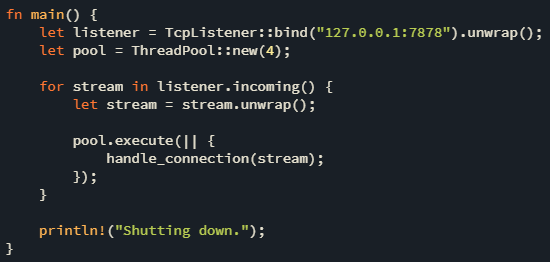 fn main() {
    let listener = TcpListener::bind("127.0.0.1:7878").unwrap();
    let pool = ThreadPool::new(4);

    for stream in listener.incoming() {
        let stream = stream.unwrap();

        pool.execute(|| {
            handle_connection(stream);
        });
    }

    println!("Shutting down.");
}